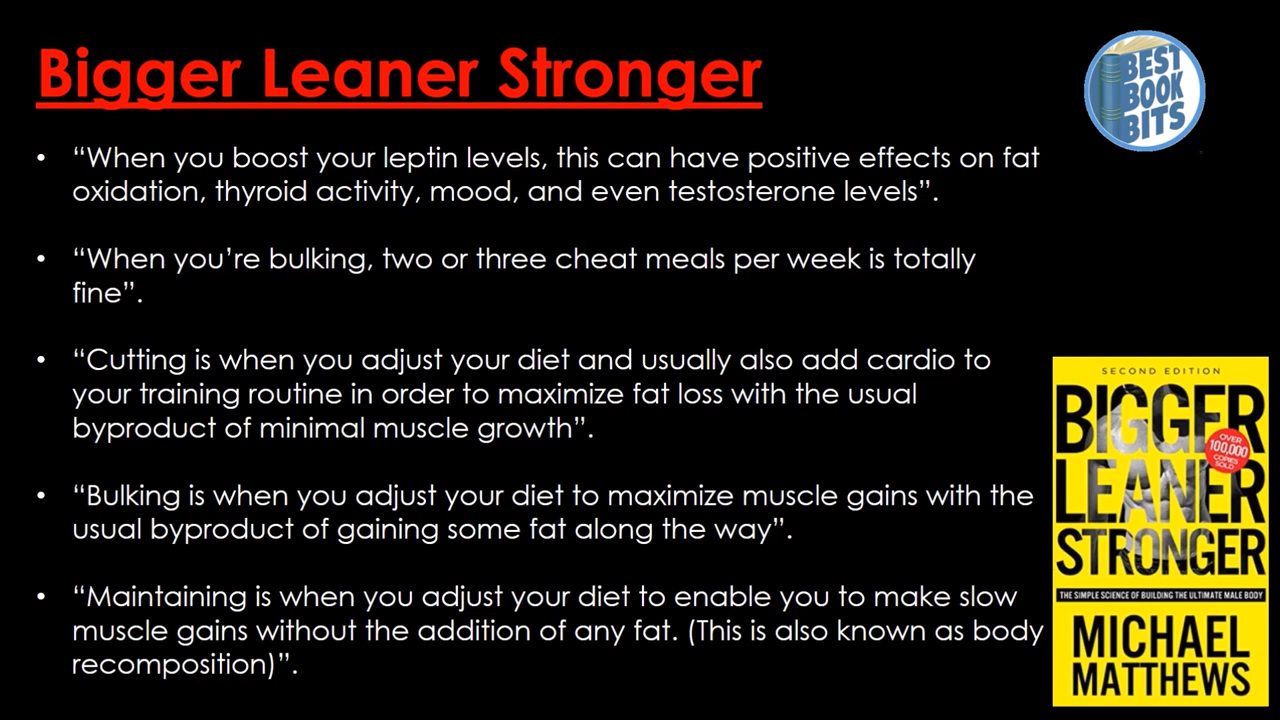 Bigger Leaner Stronger
BEST
BOOK
BITS
• “When you boost your leptin levels, this can have positive effects on fat
oxidation, thyroid activity, mood, and even testosterone levels”.
• “When you’re bulking, two or three cheat meals per week is totally
fine”.
• “Cutting is when you adjust your diet and usually also add cardio to
your training routine in order to maximize fat loss with the usual
byproduct of minimal muscle growth”.
• “Bulking is when you adjust your diet to maximize muscle gains with the
usual byproduct of gaining some fat along the way”.
• “Maintaining is when you adjust your diet to enable you to make slow
muscle gains without the addition of any fat. (This is also known as body
recomposition)”.
SECOND EDITION
BIGGER
LEANER
STRONGER
OVER
100,000
COPIES
SOLD
THE SIMPLE SCIENCE OF BUILDING THE ULTIMATE MALE BODY
MICHAEL
MATTHEWS